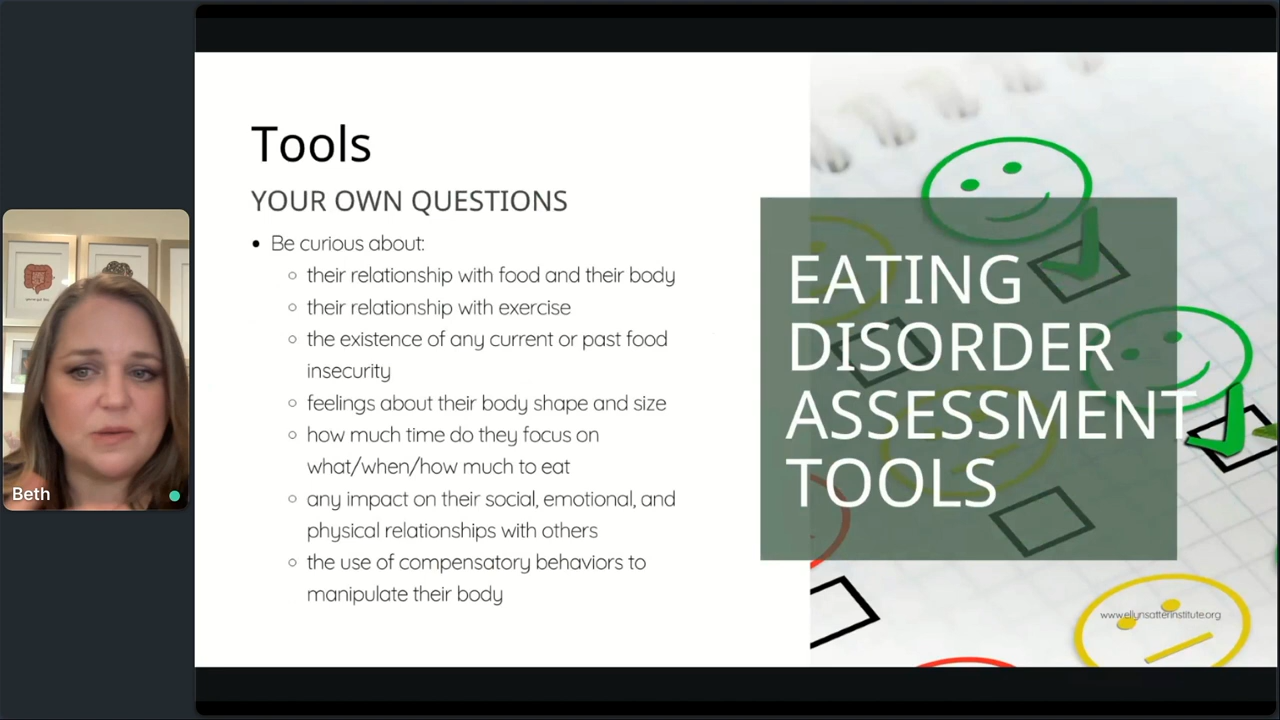 Tools
YOUR OWN QUESTIONS
Be curious about:
their relationship with food and their body
their relationship with exercise
the existence of any current or past food
insecurity
feelings about their body shape and size
how much time do they focus on
what/when/how much to eat
any impact on their social, emotional, and
physical relationships with others
the use of compensatory behaviors to
manipulate their body
EATING
DISORDER
ASSESSMENT
TOOLS
www.ellynsatterinstitute.org
Beth